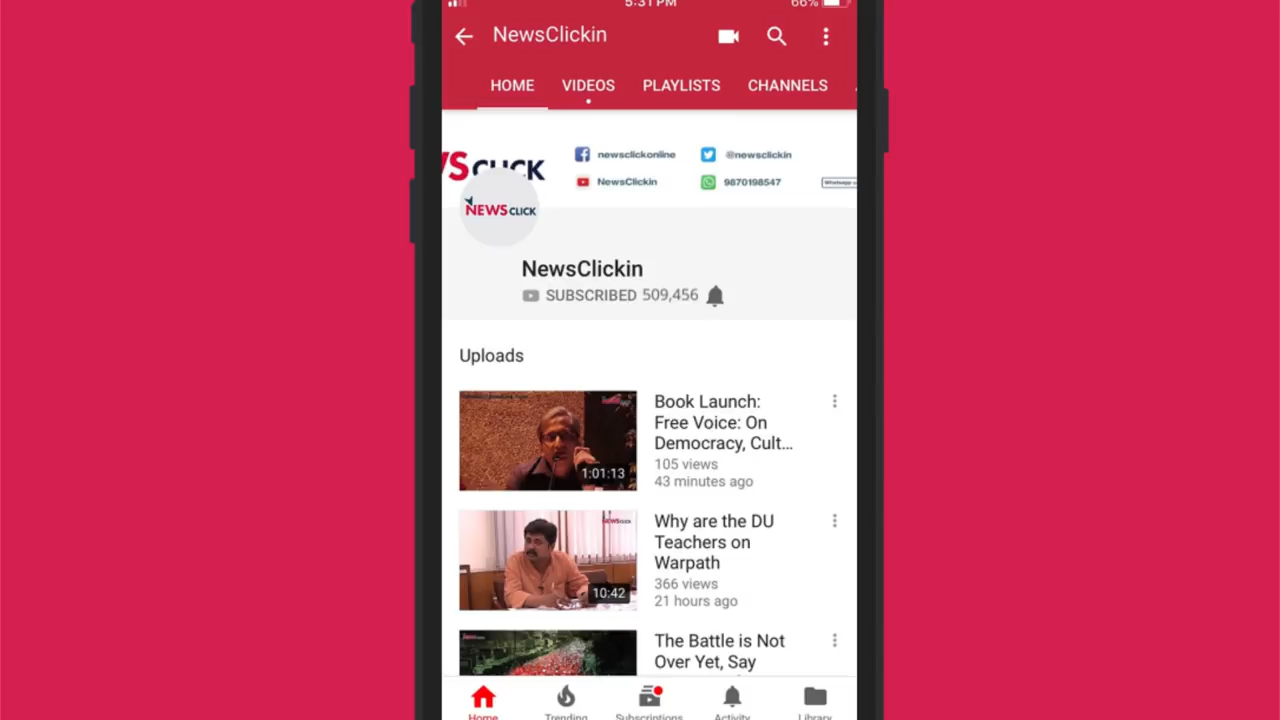 5:31 PM
66%
NewsClickin
HOME VIDEOS PLAYLISTS CHANNELS
CLICK
newsclickonline
@newsclickin
NewsClickin
9870198547
NEWSCLICK
NewsClickin
SUBSCRIBED 509,456
Uploads
Book Launch:
Free Voice: On
Democracy, Cult...
105 views
43 minutes ago
1:01:13
Why are the DU
Teachers on
Warpath
366 views
21 hours ago
NEWSCLICK
10:42
The Battle is Not
Over Yet, Say
Home Trending Subscriptions Activity Library